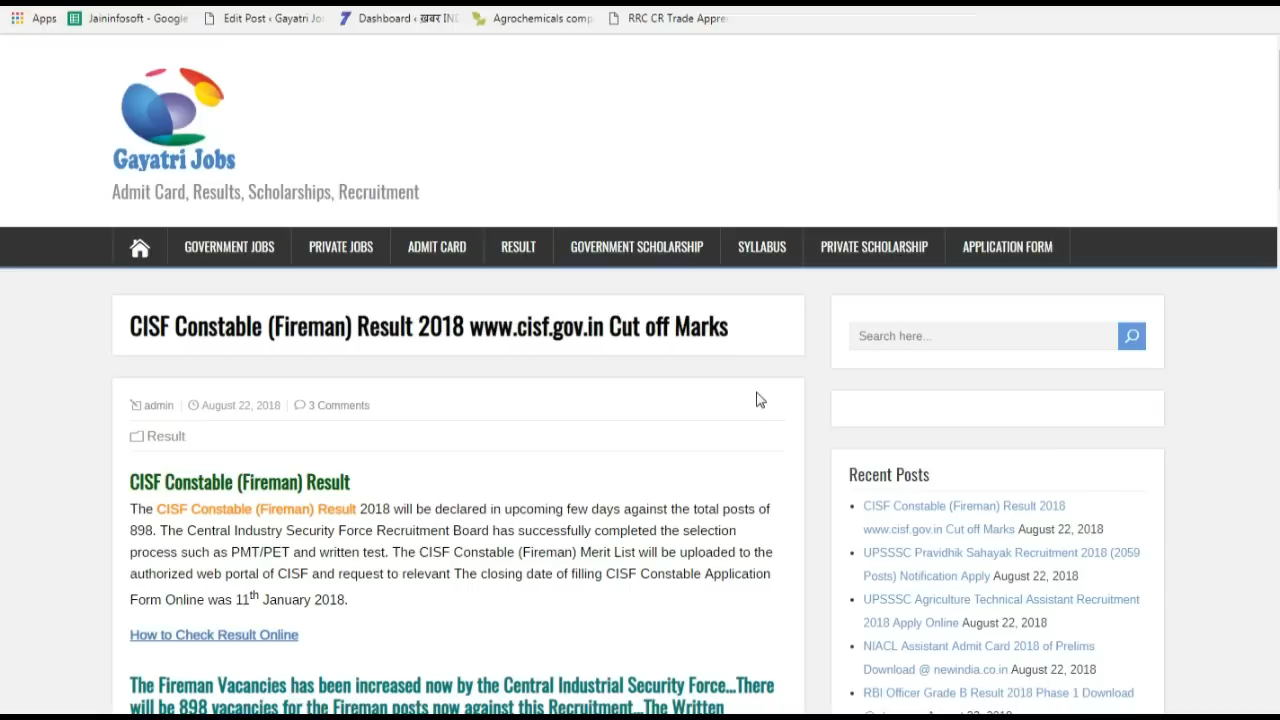 Apps Jaininfosoft - Google Edit Post ‹ Gayatri Jo Dashboard ‹ ख़बर IN Agrochemicals comp RRC CR Trade Appre
Gayatri Jobs
Admit Card, Results, Scholarships, Recruitment
GOVERNMENT JOBS PRIVATE JOBS ADMIT CARD RESULT GOVERNMENT SCHOLARSHIP SYLLABUS PRIVATE SCHOLARSHIP APPLICATION FORM
CISF Constable (Fireman) Result 2018 www.cisf.gov.in Cut off Marks
admin August 22, 2018 3 Comments
Result
CISF Constable (Fireman) Result
The CISF Constable (Fireman) Result 2018 will be declared in upcoming few days against the total posts of
898. The Central Industry Security Force Recruitment Board has successfully completed the selection
process such as PMT/PET and written test. The CISF Constable (Fireman) Merit List will be uploaded to the
authorized web portal of CISF and request to relevant The closing date of filling CISF Constable Application
Form Online was 11th January 2018.
How to Check Result Online
The Fireman Vacancies has been increased now by the Central Industrial Security Force...There
will be 898 vacancies for the Fireman posts now against this Recruitment...The Written
Search here...
Recent Posts
CISF Constable (Fireman) Result 2018
www.cisf.gov.in Cut off Marks August 22, 2018
UPSSSC Pravidhik Sahayak Recruitment 2018 (2059
Posts) Notification Apply August 22, 2018
UPSSSC Agriculture Technical Assistant Recruitment
2018 Apply Online August 22, 2018
NIACL Assistant Admit Card 2018 of Prelims
Download @ newindia.co.in August 22, 2018
RBI Officer Grade B Result 2018 Phase 1 Download